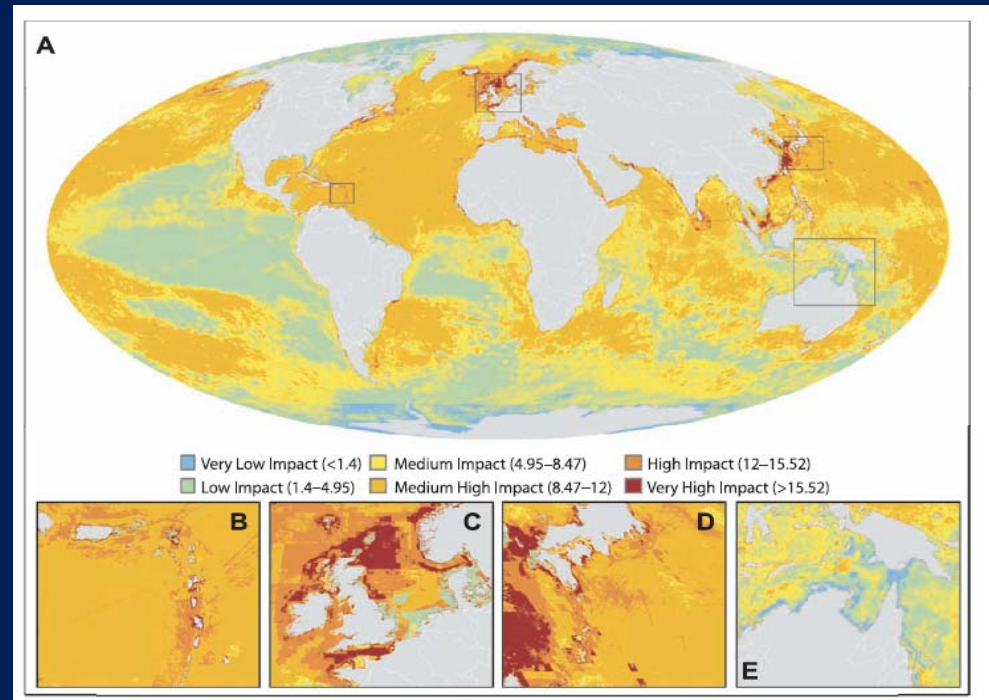 A
Very Low Impact (<1.4) Medium Impact (4.95–8.47) High Impact (12–15.52)
Low Impact (1.4–4.95) Medium High Impact (8.47–12) Very High Impact (>15.52)
B C D
E